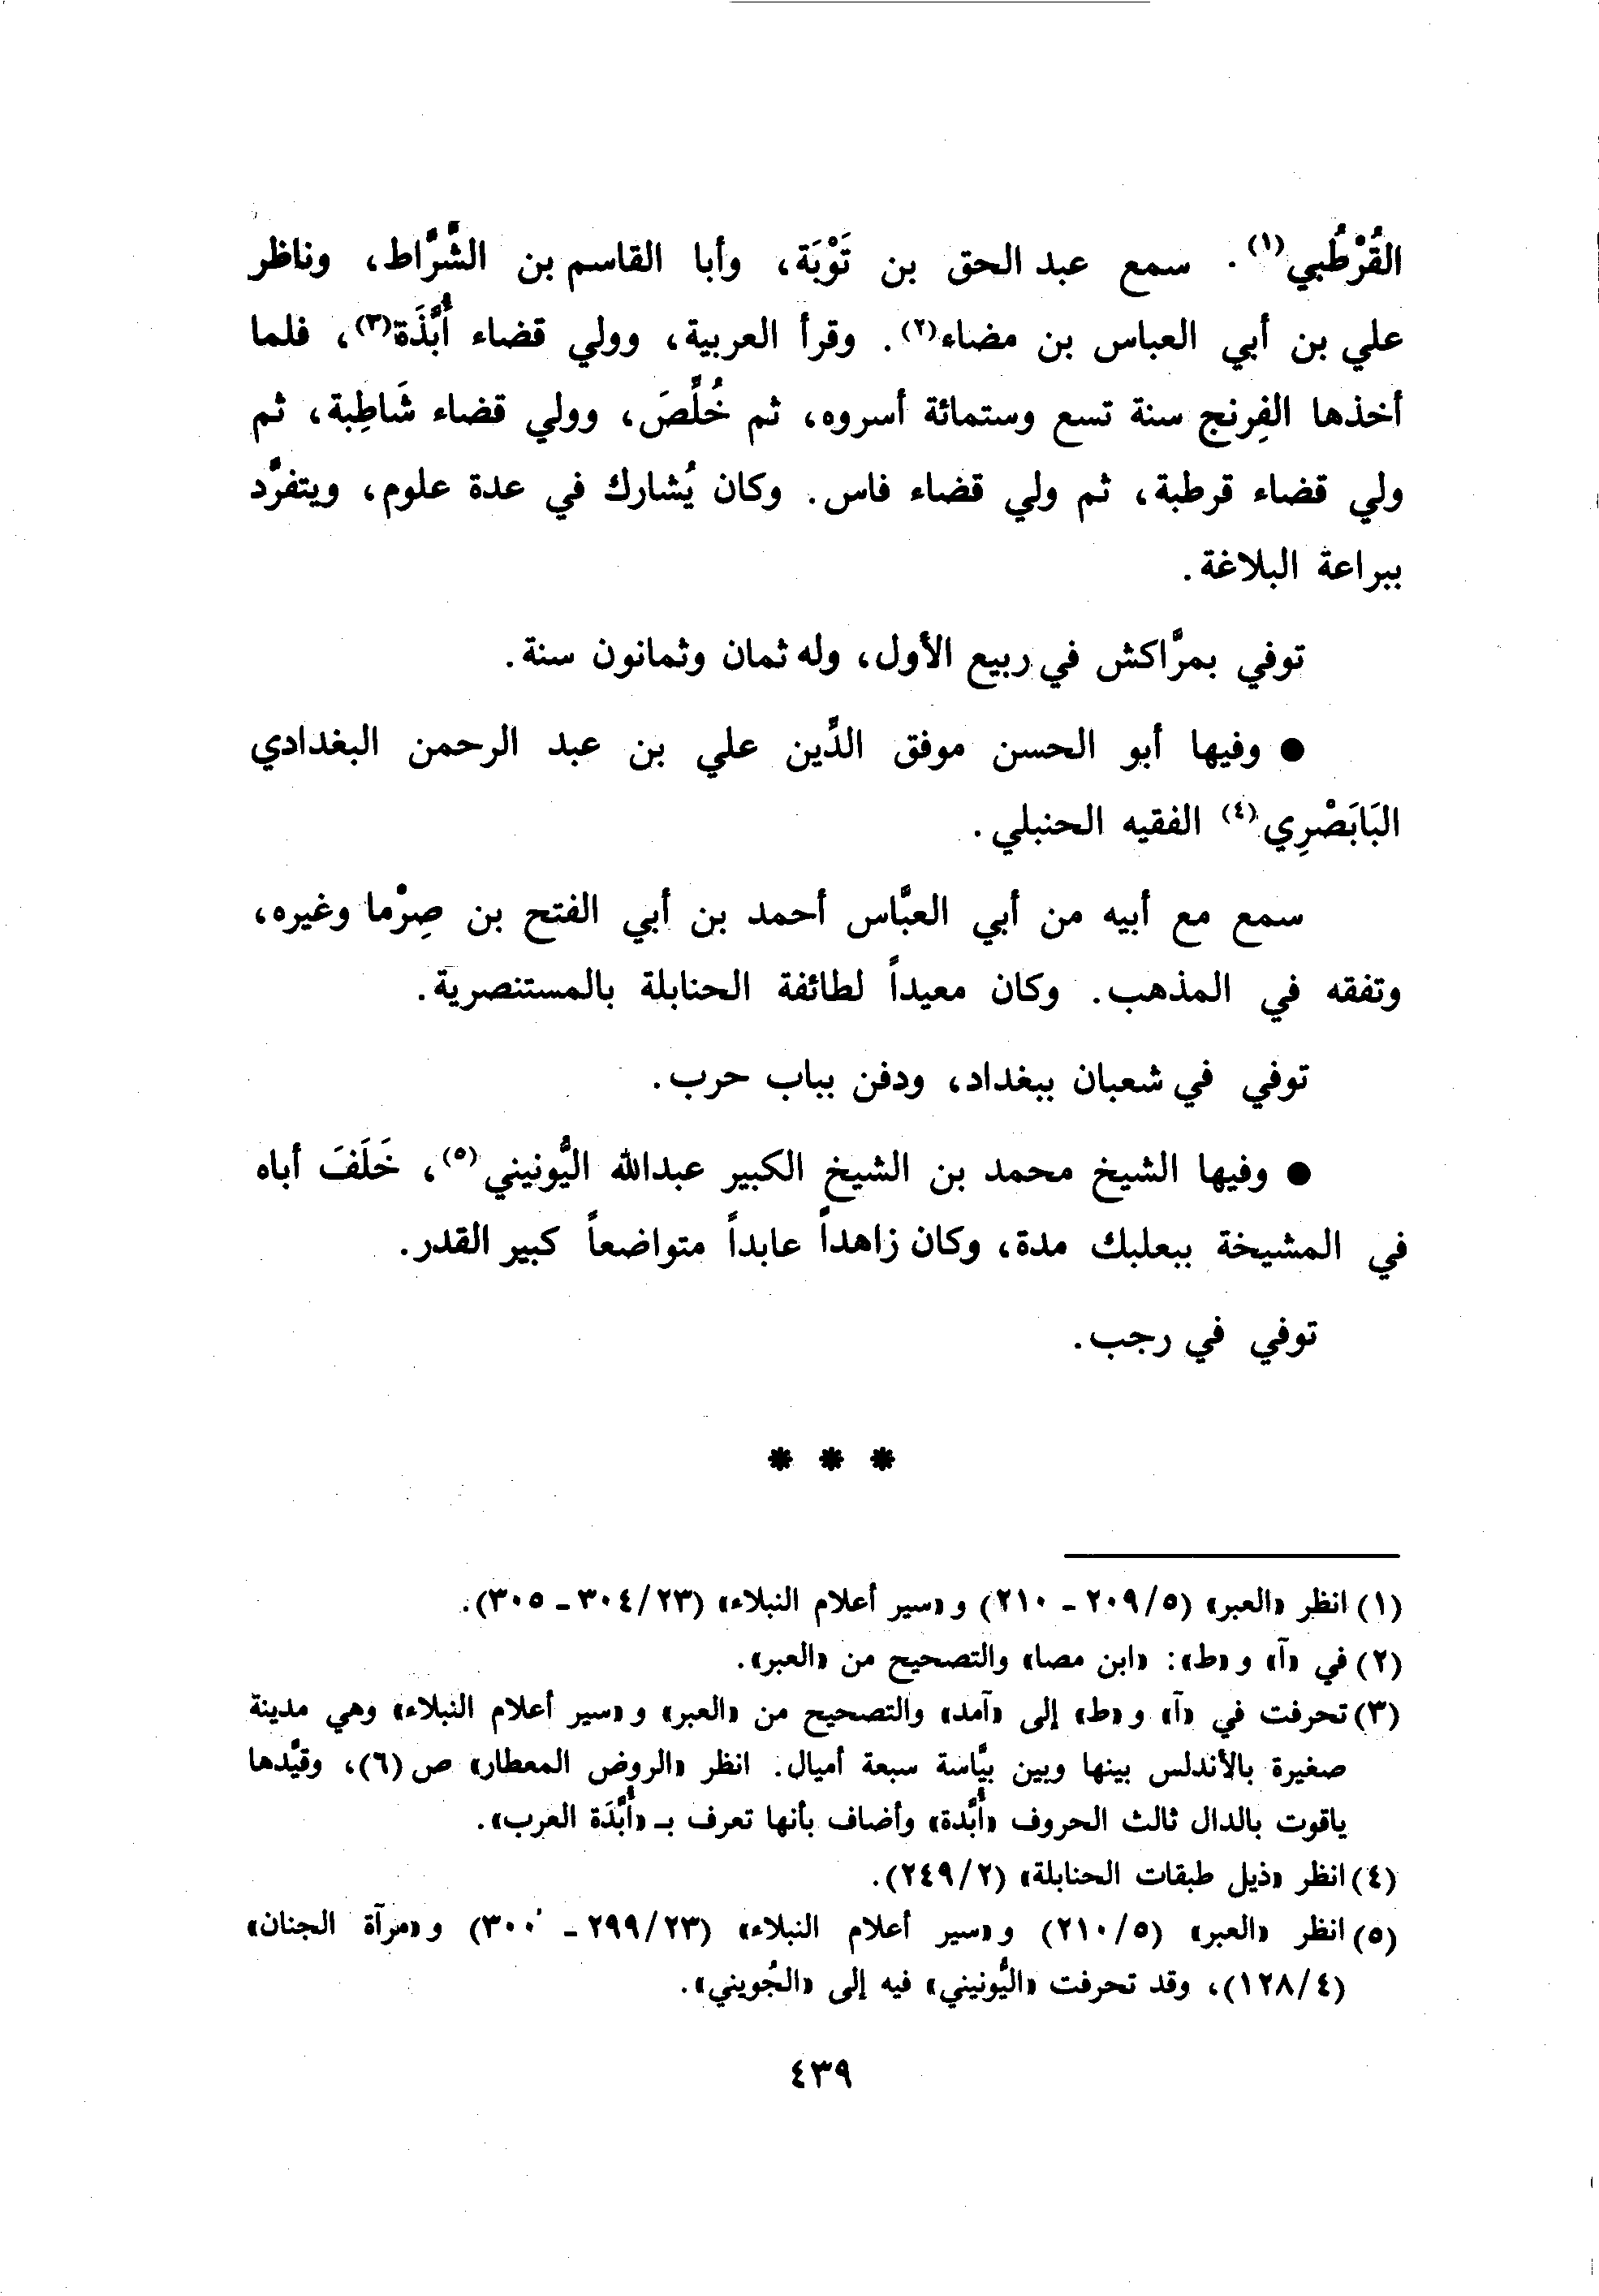 القُرْطُبي(١). سمع عبد الحق بن تَوْبَة، وأبا القاسم بن الشَّرَّاط، وناظر
علي بن أبي العباس بن مضاء(٢). وقرأ العربية، وولي قضاء أُبَّذَة(٣)، فلما
أخذها الفِرنج سنة تسع وستمائة أسروه، ثم خُلِّصَ، وولي قضاء شَاطِبة، ثم
ولي قضاء قرطبة، ثم ولي قضاء فاس. وكان يُشارك في عدة علوم، ويتفرَّد
ببراعة البلاغة.
توفي بمرَّاكش في ربيع الأول، وله ثمان وثمانون سنة.
● وفيها أبو الحسن موفق الدِّين علي بن عبد الرحمن البغدادي
البَابَصْرِي(٤) الفقيه الحنبلي.
سمع مع أبيه من أبي العبَّاس أحمد بن أبي الفتح بن صِرْما وغيره،
وتفقه في المذهب. وكان معيداً لطائفة الحنابلة بالمستنصرية.
توفي في شعبان ببغداد، ودفن بباب حرب.
● وفيها الشيخ محمد بن الشيخ الكبير عبدالله اليُّونيني(٥)، خَلَفَ أباه
في المشيخة ببعلبك مدة، وكان زاهداً عابداً متواضعاً كبير القدر.
توفي في رجب.
* * *
(١) انظر «العبر» (٢٠٩/٥ ـ ٢١٠) و «سير أعلام النبلاء» (٣٠٤/٢٣ ـ ٣٠٥).
(٢) في «آ» و «ط»: «ابن مصا» والتصحيح من «العبر».
(٣) تحرفت في «آ» و «ط» إلى «آمد» والتصحيح من «العبر» و «سير أعلام النبلاء» وهي مدينة
صغيرة بالأندلس بينها وبين بيَّاسة سبعة أميال. انظر «الروض المعطار» ص (٦)، وقيَّدها
ياقوت بالدال ثالث الحروف «أُبَّدة» وأضاف بأنها تعرف بـ «أُبَّدَة العرب».
(٤) انظر «ذيل طبقات الحنابلة» (٢٤٩/٢).
(٥) انظر «العبر» (٢١٠/٥) و «سير أعلام النبلاء» (٢٩٩/٢٣ ـ ٣٠٠) و «مرآة الجنان»
(١٢٨/٤)، وقد تحرفت «اليُّونيني» فيه إلى «الجُويني».
٤٣٩